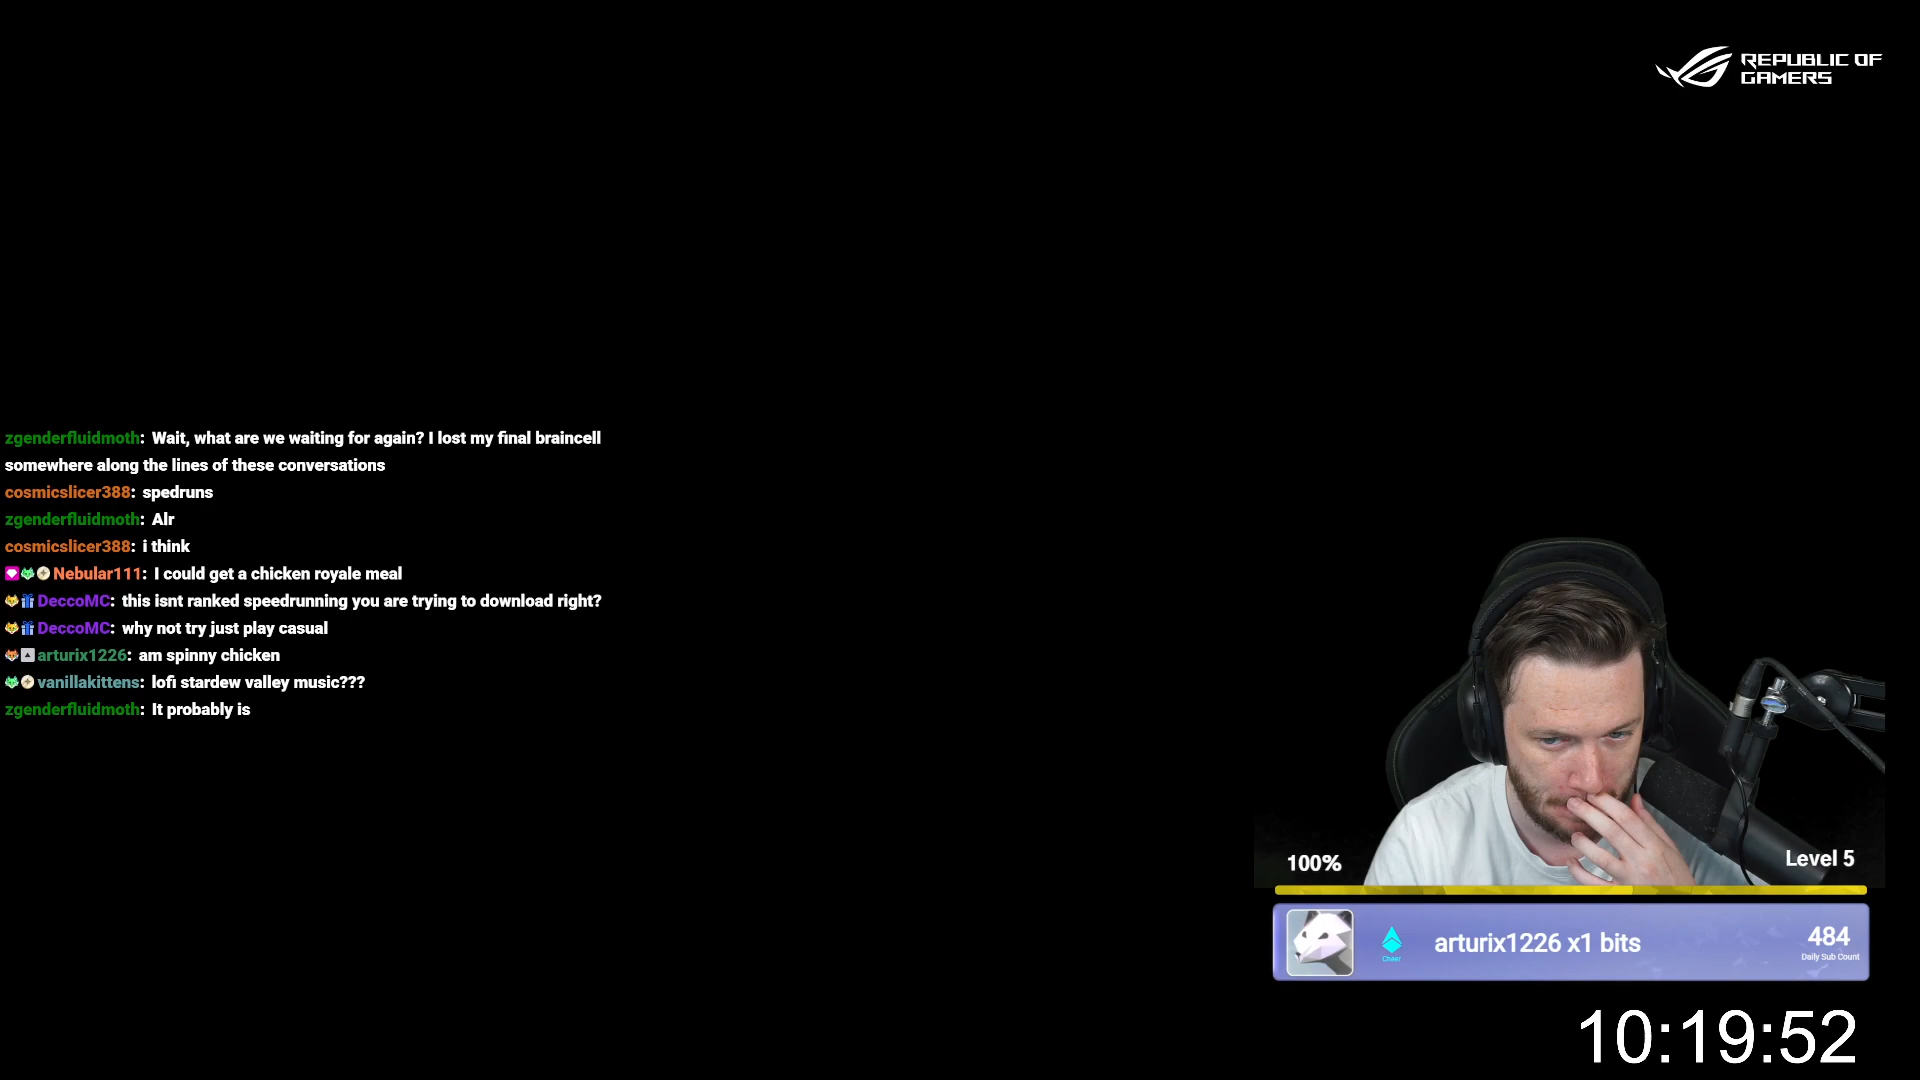 REPUBLIC OF
GAMERS
zgenderfluidmoth: Wait, what are we waiting for again? I lost my final braincell
somewhere along the lines of these conversations
cosmicslicer388: spedruns
zgenderfluidmoth: Alr
cosmicslicer388: i think
Nebular111: I could get a chicken royale meal
DeccoMC: this isnt ranked speedrunning you are trying to download right?
DeccoMC: why not try just play casual
arturix1226: am spinny chicken
vanillakittens: lofi stardew valley music???
zgenderfluidmoth: It probably is
100%
Level 5
Cheer
arturix1226 x1 bits
484
Daily Sub Count
10:19:52